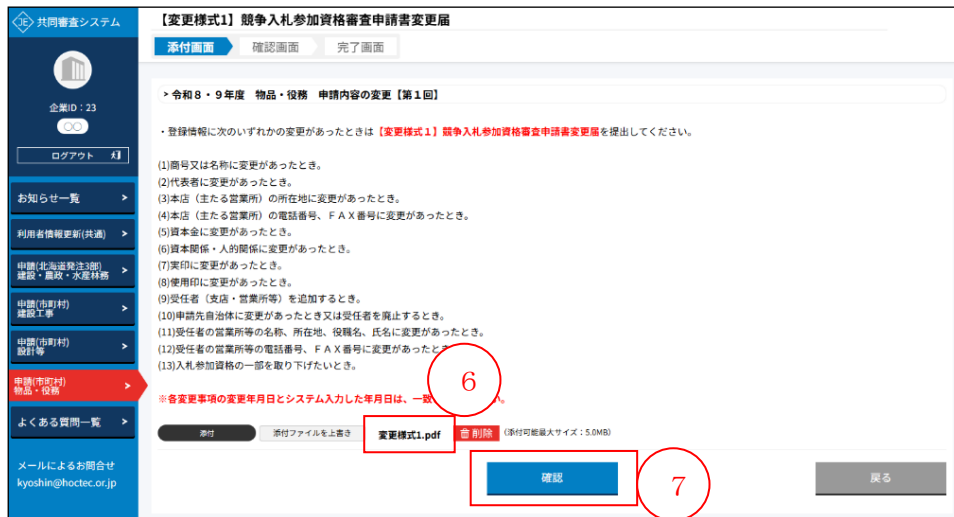 JE 共同審査システム
企業ID：23
○○
ログアウト
お知らせ一覧
利用者情報更新(共通)
申請(北海道発注3部)
建設・農政・水産林務
申請(市町村)
建設工事
申請(市町村)
設計等
申請(市町村)
物品・役務
よくある質問一覧
メールによるお問合せ
kyoshin@hoctec.or.jp
【変更様式1】競争入札参加資格審査申請書変更届
添付画面
確認画面
完了画面
> 令和８・９年度　物品・役務　申請内容の変更【第１回】
・登録情報に次のいずれかの変更があったときは【変更様式１】競争入札参加資格審査申請書変更届を提出してください。
(1)商号又は名称に変更があったとき。
(2)代表者に変更があったとき。
(3)本店（主たる営業所）の所在地に変更があったとき。
(4)本店（主たる営業所）の電話番号、ＦＡＸ番号に変更があったとき。
(5)資本金に変更があったとき。
(6)資本関係・人的関係に変更があったとき。
(7)実印に変更があったとき。
(8)使用印に変更があったとき。
(9)受任者（支店・営業所等）を追加するとき。
(10)申請先自治体に変更があったとき又は受任者を廃止するとき。
(11)受任者の営業所等の名称、所在地、役職名、氏名に変更があったとき。
(12)受任者の営業所等の電話番号、ＦＡＸ番号に変更があったとき
(13)入札参加資格の一部を取り下げたいとき。
6
※各変更事項の変更年月日とシステム入力した年月日は、一致 い。
添付
添付ファイルを上書き
変更様式1.pdf
削除
(添付可能最大サイズ：5.0MB)
確認
7
戻る